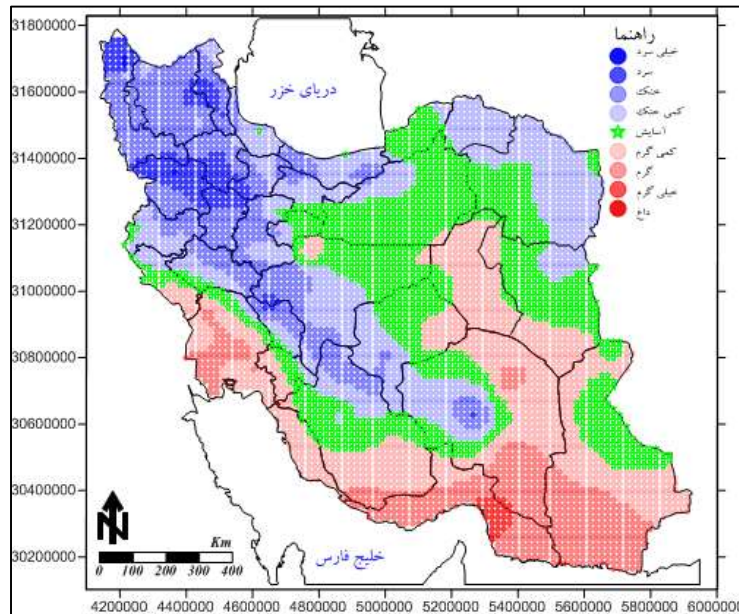 31800000
31600000
31400000
31200000
31000000
30800000
30600000
30400000
30200000
راهنما
خیلی سرد
سرد
خنک
کمی خنک
آسایش
کمی گرم
گرم
خیلی گرم
داغ
دریای خزر
خلیج فارس
N
Km
0 100 200 300 400
4200000 4400000 4600000 4800000 5000000 5200000 5400000 5600000 5800000 6000000